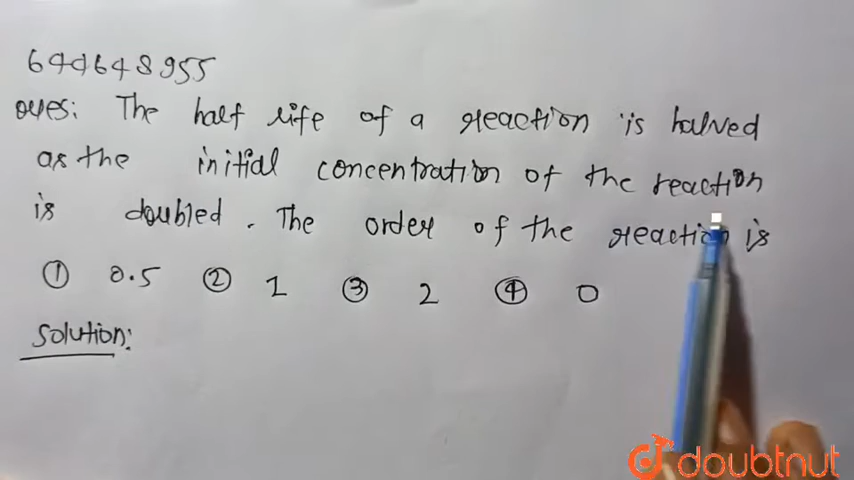 644648955
Ques: The half life of a reaction is halved
as the initial concentration of the reaction
is doubled. The order of the reaction is
① 0.5 ② 1 ③ 2 ④ 0
Solution:
doubtnut